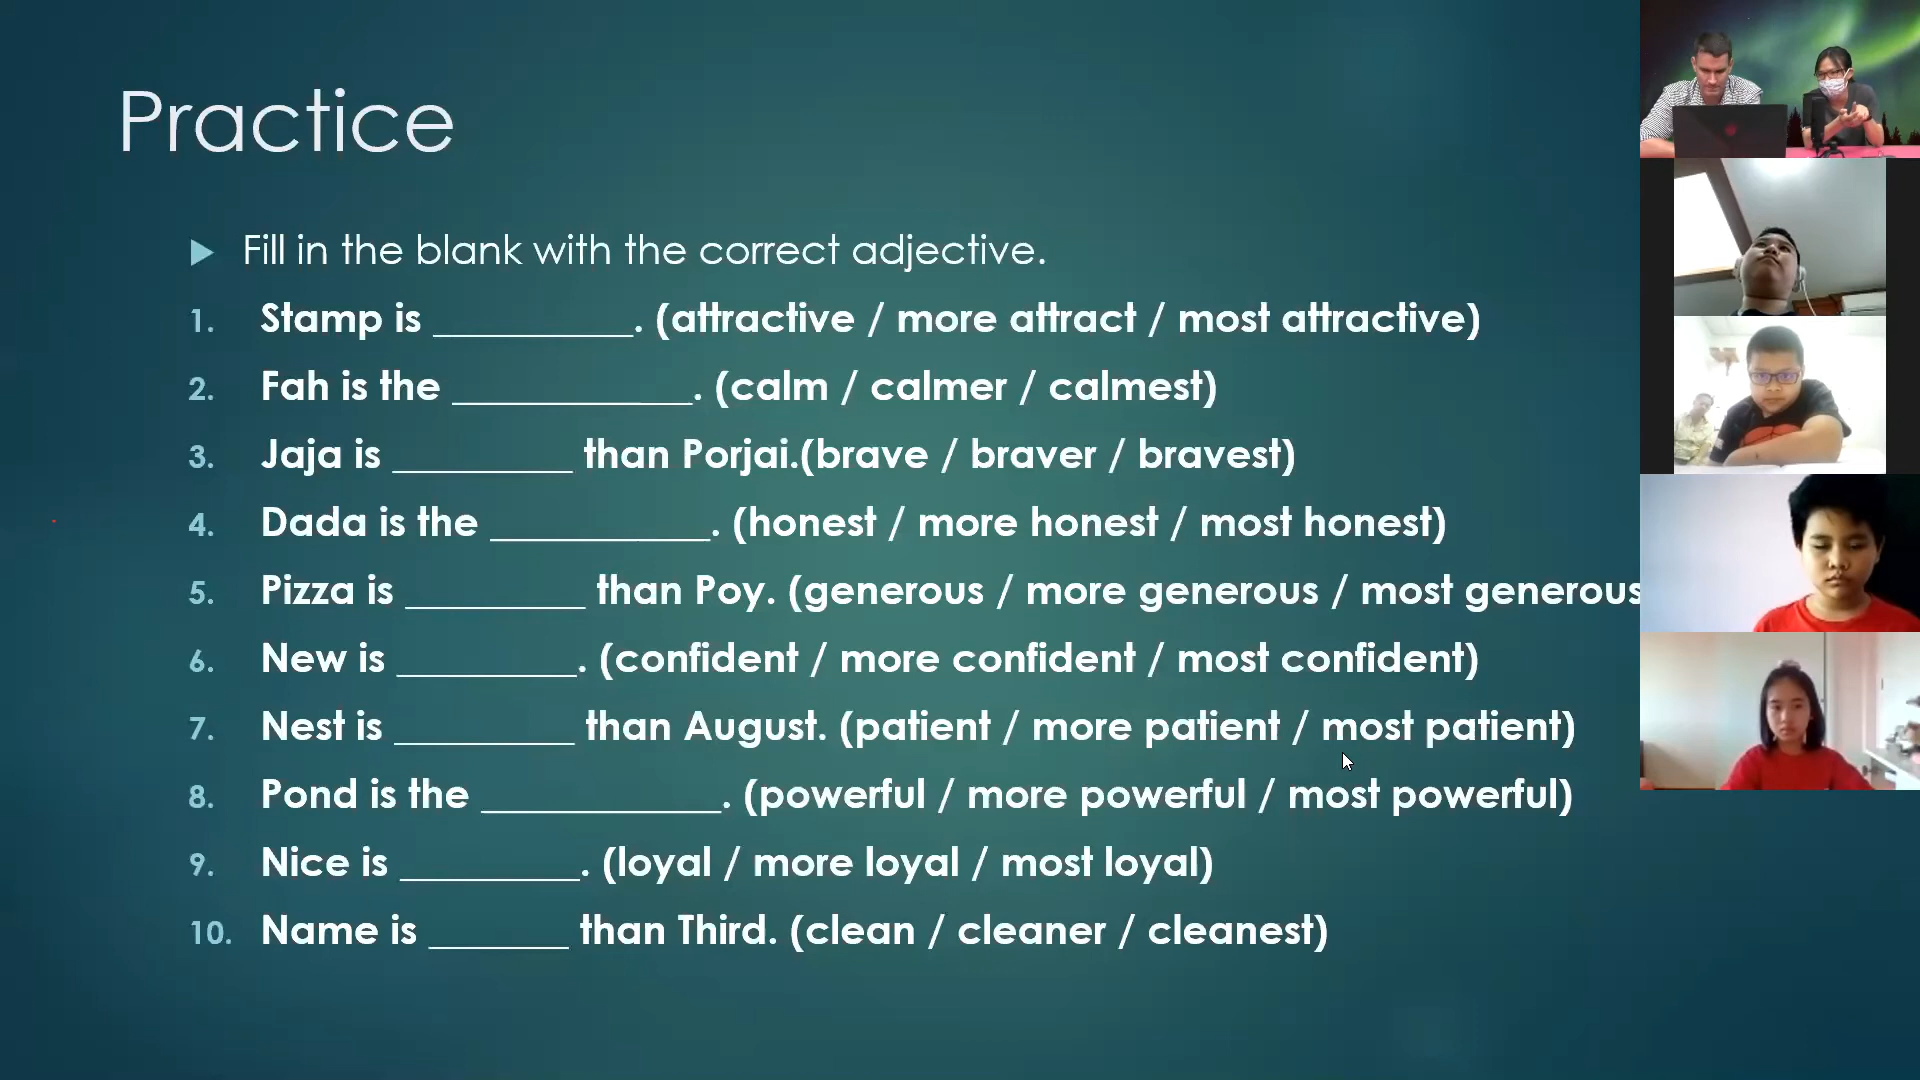 Practice
Fill in the blank with the correct adjective.
1. Stamp is __________. (attractive / more attract / most attractive)
2. Fah is the ____________. (calm / calmer / calmest)
3. Jaja is _________ than Porjai.(brave / braver / bravest)
4. Dada is the ___________. (honest / more honest / most honest)
5. Pizza is _________ than Poy. (generous / more generous / most generous
6. New is _________. (confident / more confident / most confident)
7. Nest is _________ than August. (patient / more patient / most patient)
8. Pond is the ____________. (powerful / more powerful / most powerful)
9. Nice is _________. (loyal / more loyal / most loyal)
10. Name is _______ than Third. (clean / cleaner / cleanest)